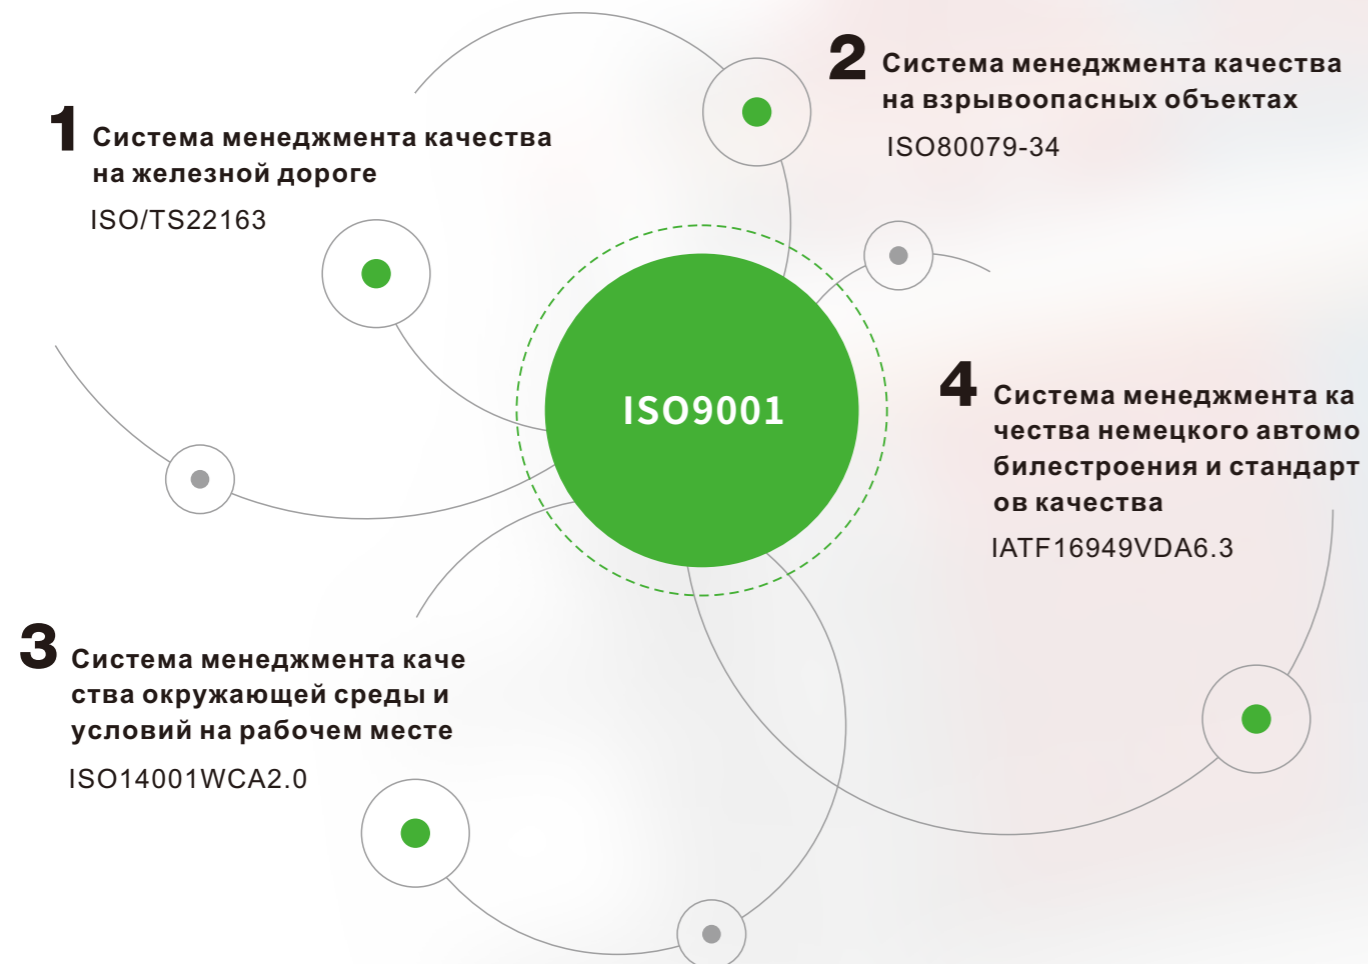 1
Система менеджмента качества
на железной дороге
ISO/TS22163
2
Система менеджмента качества
на взрывоопасных объектах
ISO80079-34
ISO9001
3
Система менеджмента каче
ства окружающей среды и
условий на рабочем месте
ISO14001WCA2.0
4
Система менеджмента ка
чества немецкого автомо
билестроения и стандарт
ов качества
IATF16949VDA6.3